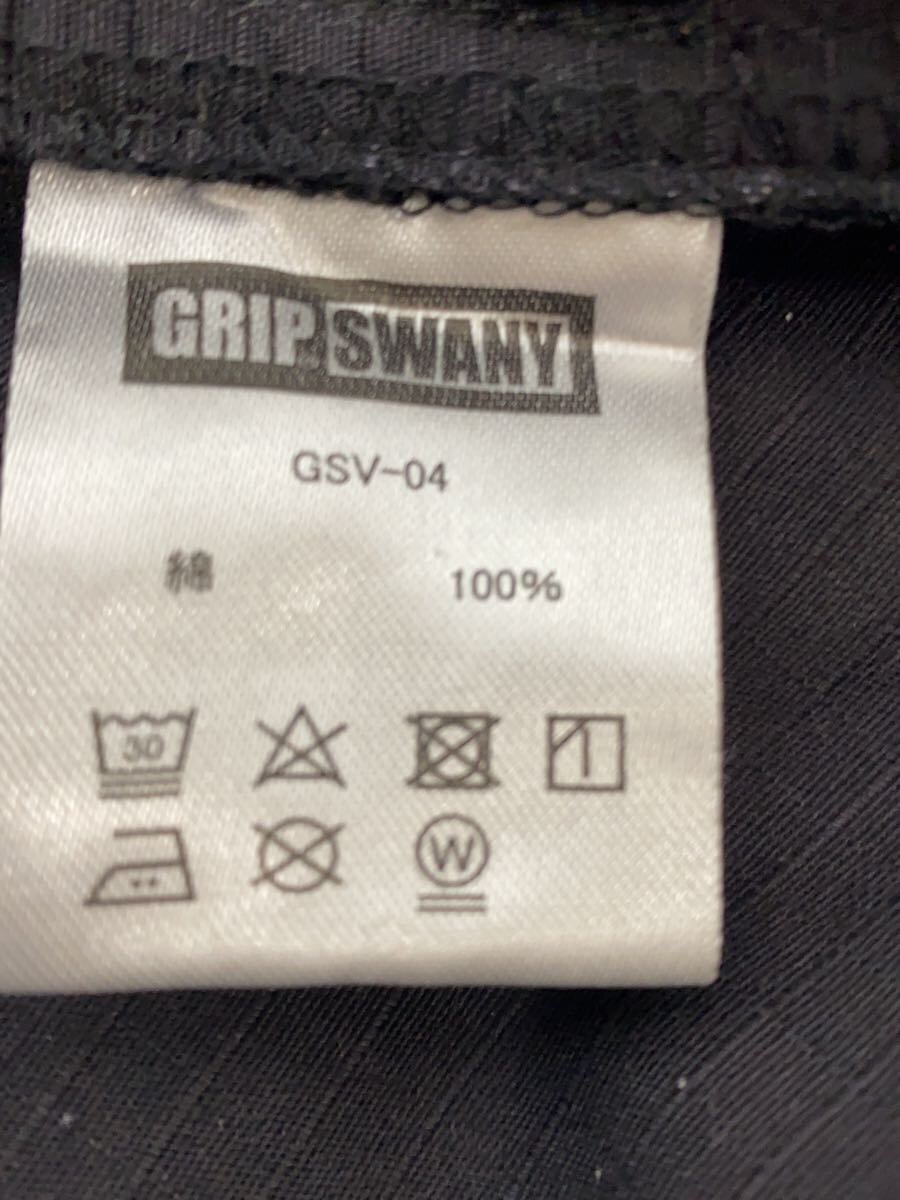 GRIP SWANY
GSV-04
綿 100%
30
W